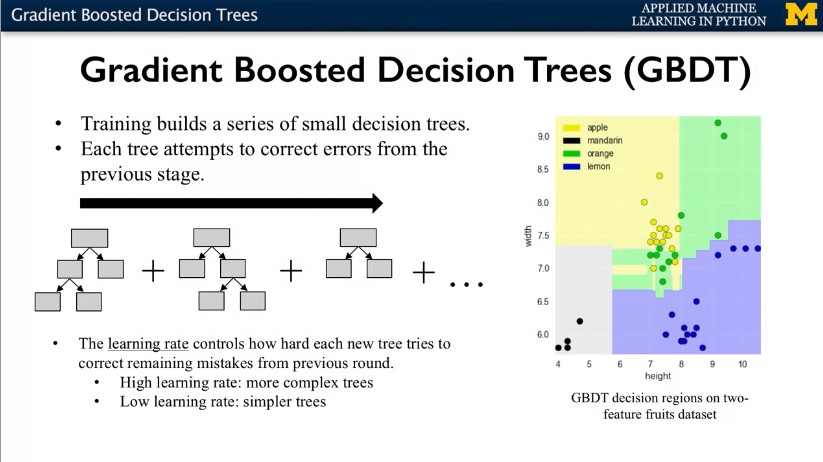 Gradient Boosted Decision Trees
APPLIED MACHINE
LEARNING IN PYTHON
M
Gradient Boosted Decision Trees (GBDT)
• Training builds a series of small decision trees.
• Each tree attempts to correct errors from the
previous stage.
+ + + ...
• The learning rate controls how hard each new tree tries to
correct remaining mistakes from previous round.
• High learning rate: more complex trees
• Low learning rate: simpler trees
apple
mandarin
orange
lemon
9.0
8.5
8.0
7.5
7.0
6.5
6.0
width
4 5 6 7 8 9 10
height
GBDT decision regions on two-
feature fruits dataset